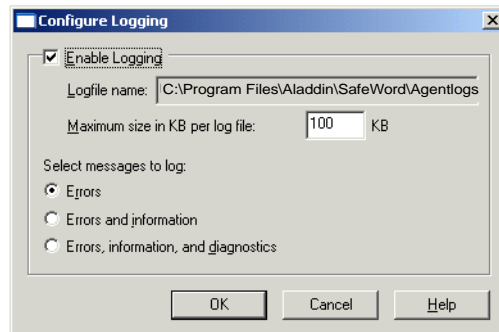 Configure Logging
Enable Logging
Logfile name: C:\Program Files\Aladdin\SafeWord\Agentlogs
Maximum size in KB per log file: 100 KB
Select messages to log:
Errors
Errors and information
Errors, information, and diagnostics
OK Cancel Help